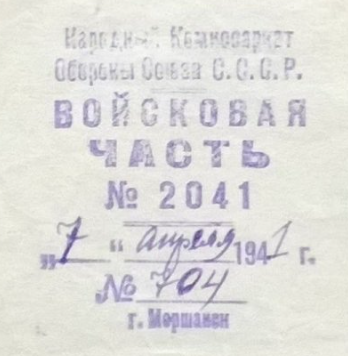 Народный Комиссариат
Обороны Союза С.С.С.Р.
ВОЙСКОВАЯ
ЧАСТЬ
№ 2041
„7“ апреля 1941 г.
№ 704
г. Моршанск